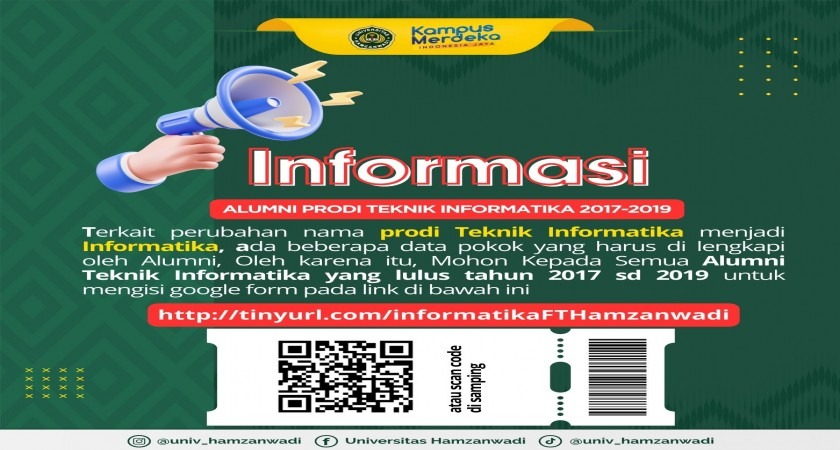 Kampus
Merdeka
INDONESIA JAYA
Informasi
ALUMNI PRODI TEKNIK INFORMATIKA 2017-2019
Terkait perubahan nama prodi Teknik Informatika menjadi
Informatika, ada beberapa data pokok yang harus di lengkapi
oleh Alumni, Oleh karena itu, Mohon Kepada Semua Alumni
Teknik Informatika yang lulus tahun 2017 sd 2019 untuk
mengisi google form pada link di bawah ini
http://tinyurl.com/informatikaFTHamzanwadi
atau scan code
di samping
@univ_hamzanwadi
Universitas Hamzanwadi
@univ_hamzanwadi